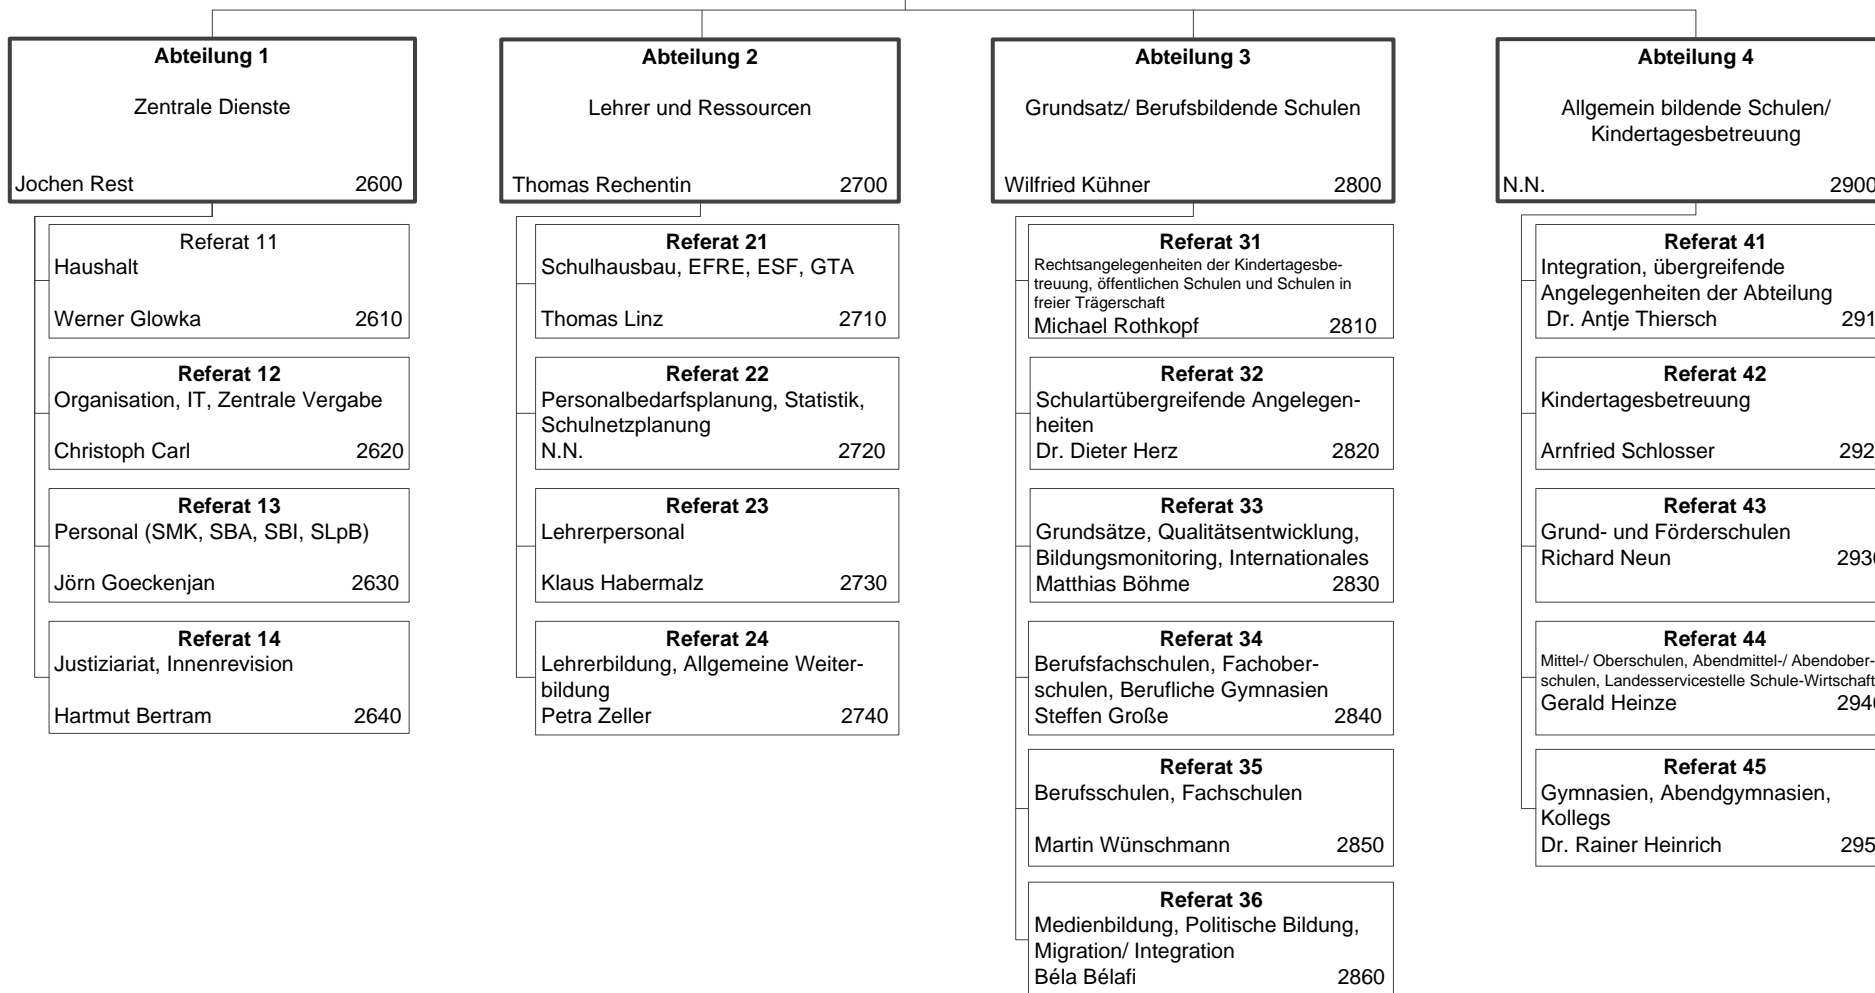 Abteilung 1
Zentrale Dienste
Jochen Rest 2600
Referat 11
Haushalt
Werner Glowka 2610
Referat 12
Organisation, IT, Zentrale Vergabe
Christoph Carl 2620
Referat 13
Personal (SMK, SBA, SBI, SLpB)
Jörn Goeckenjan 2630
Referat 14
Justiziariat, Innenrevision
Hartmut Bertram 2640
Abteilung 2
Lehrer und Ressourcen
Thomas Rechentin 2700
Referat 21
Schulhausbau, EFRE, ESF, GTA
Thomas Linz 2710
Referat 22
Personalbedarfsplanung, Statistik,
Schulnetzplanung
N.N. 2720
Referat 23
Lehrerpersonal
Klaus Habermalz 2730
Referat 24
Lehrerbildung, Allgemeine Weiter-
bildung
Petra Zeller 2740
Abteilung 3
Grundsatz/ Berufsbildende Schulen
Wilfried Kühner 2800
Referat 31
Rechtsangelegenheiten der Kindertagesbe-
treuung, öffentlichen Schulen und Schulen in
freier Trägerschaft
Michael Rothkopf 2810
Referat 32
Schulartübergreifende Angelegen-
heiten
Dr. Dieter Herz 2820
Referat 33
Grundsätze, Qualitätsentwicklung,
Bildungsmonitoring, Internationales
Matthias Böhme 2830
Referat 34
Berufsfachschulen, Fachober-
schulen, Berufliche Gymnasien
Steffen Große 2840
Referat 35
Berufsschulen, Fachschulen
Martin Wünschmann 2850
Referat 36
Medienbildung, Politische Bildung,
Migration/ Integration
Béla Bélafi 2860
Abteilung 4
Allgemein bildende Schulen/
Kindertagesbetreuung
N.N. 2900
Referat 41
Integration, übergreifende
Angelegenheiten der Abteilung
Dr. Antje Thiersch 291
Referat 42
Kindertagesbetreuung
Arnfried Schlosser 292
Referat 43
Grund- und Förderschulen
Richard Neun 2930
Referat 44
Mittel-/ Oberschulen, Abendmittel-/ Abendober-
schulen, Landesservicestelle Schule-Wirtschaft
Gerald Heinze 2940
Referat 45
Gymnasien, Abendgymnasien,
Kollegs
Dr. Rainer Heinrich 295